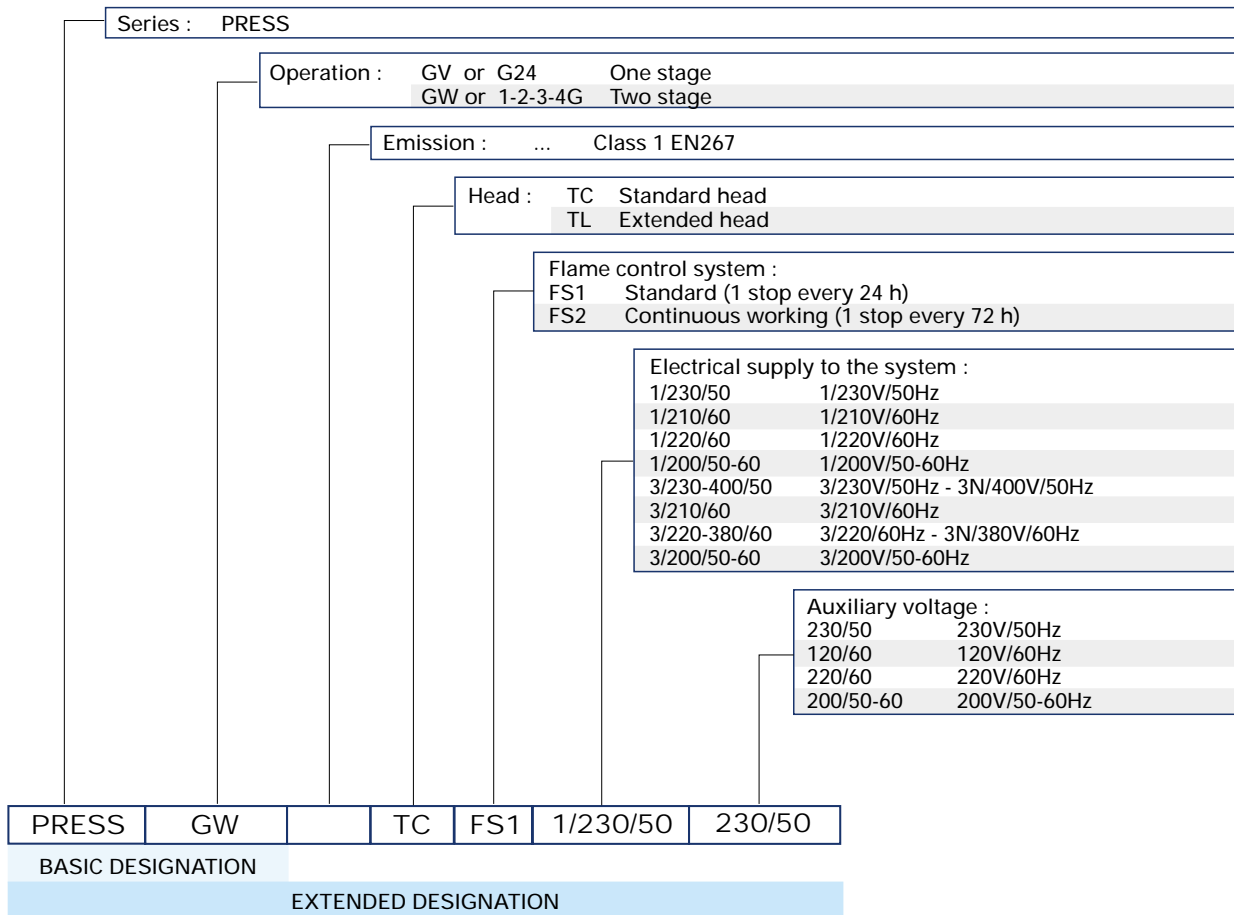 Series : PRESS
Operation : GV or G24 One stage
GW or 1-2-3-4G Two stage
Emission : ... Class 1 EN267
Head : TC Standard head
TL Extended head
Flame control system :
FS1 Standard (1 stop every 24 h)
FS2 Continuous working (1 stop every 72 h)
Electrical supply to the system :
1/230/50 1/230V/50Hz
1/210/60 1/210V/60Hz
1/220/60 1/220V/60Hz
1/200/50-60 1/200V/50-60Hz
3/230-400/50 3/230V/50Hz - 3N/400V/50Hz
3/210/60 3/210V/60Hz
3/220-380/60 3/220/60Hz - 3N/380V/60Hz
3/200/50-60 3/200V/50-60Hz
Auxiliary voltage :
230/50 230V/50Hz
120/60 120V/60Hz
220/60 220V/60Hz
200/50-60 200V/50-60Hz
PRESS GW TC FS1 1/230/50 230/50
BASIC DESIGNATION
EXTENDED DESIGNATION